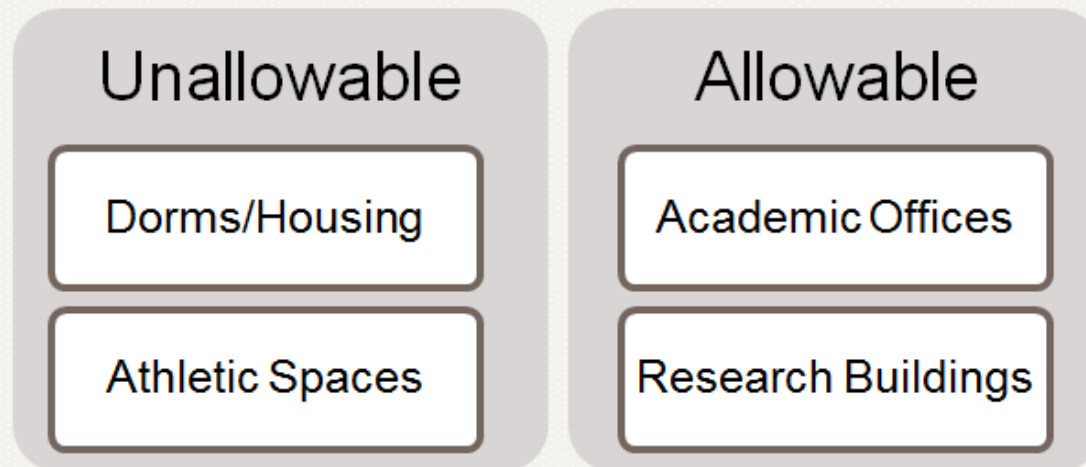 Unallowable
Dorms/Housing
Athletic Spaces
Allowable
Academic Offices
Research Buildings